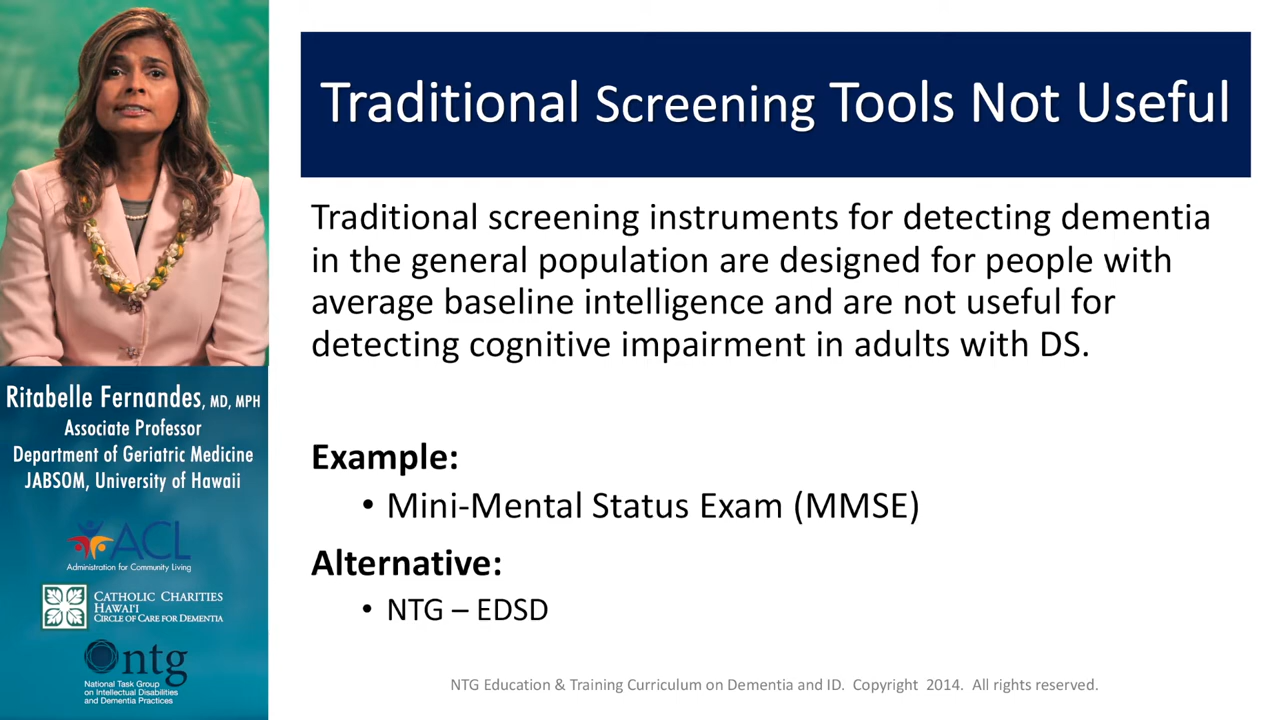 Traditional Screening Tools Not Useful
Traditional screening instruments for detecting dementia
in the general population are designed for people with
average baseline intelligence and are not useful for
detecting cognitive impairment in adults with DS.
Example:
• Mini-Mental Status Exam (MMSE)
Alternative:
• NTG – EDSD
NTG Education & Training Curriculum on Dementia and ID. Copyright 2014. All rights reserved.
Ritabelle Fernandes, MD, MPH
Associate Professor
Department of Geriatric Medicine
JABSOM, University of Hawaii
ACL
Administration for Community Living
CATHOLIC CHARITIES
HAWAI‘I
CIRCLE OF CARE FOR DEMENTIA
ntg
National Task Group
on Intellectual Disabilities
and Dementia Practices